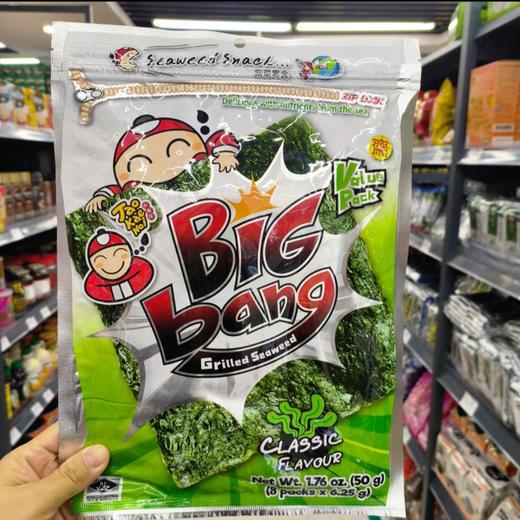 Seaweed Snack...
ZIP LOCK
Delicious with nutrients from the sea
Value
Pack
BIG
bang
Grilled Seaweed
CLASSIC
FLAVOUR
Net Wt. 1.76 oz. (50 g)
(8 packs x 6.25 g)